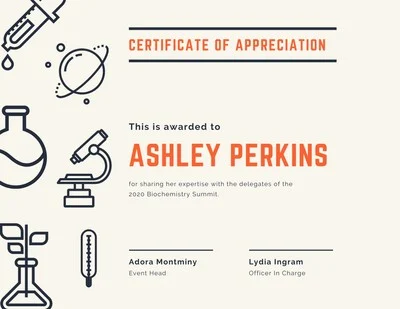 CERTIFICATE OF APPRECIATION
This is awarded to
ASHLEY PERKINS
for sharing her expertise with the delegates of the
2020 Biochemistry Summit.
Adora Montminy
Event Head
Lydia Ingram
Officer In Charge